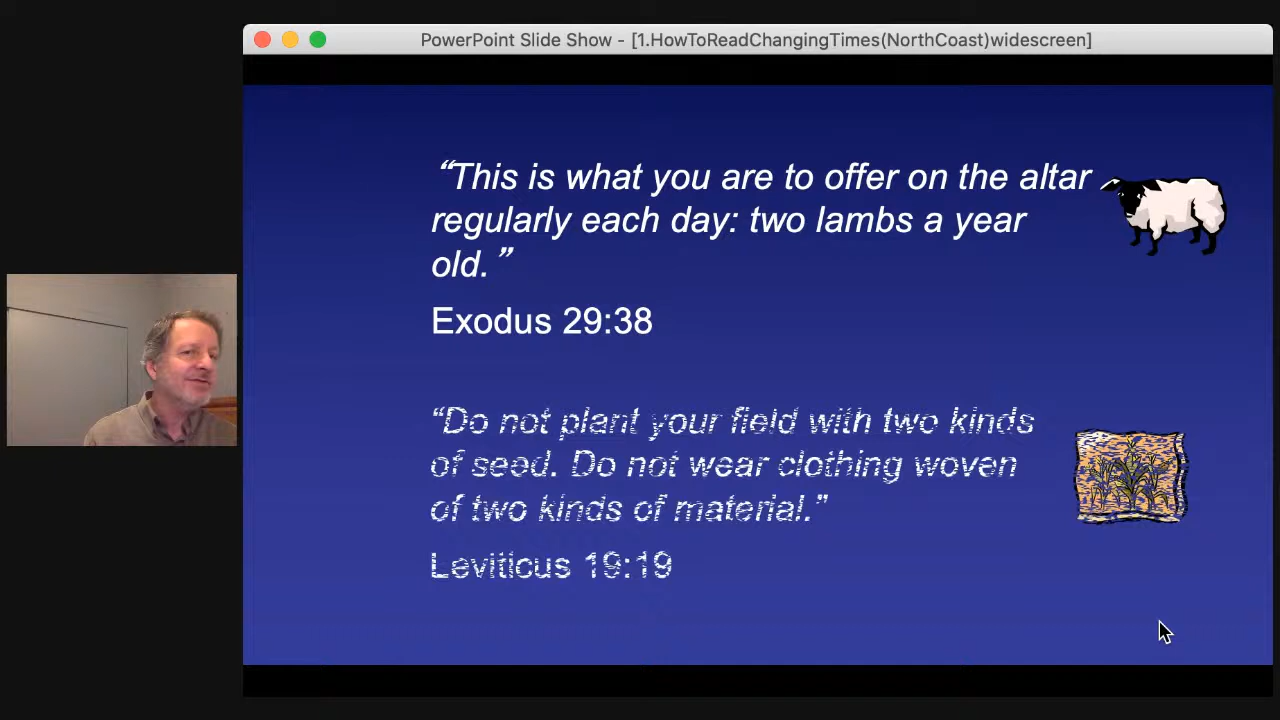 PowerPoint Slide Show - [1.HowToReadChangingTimes(NorthCoast)widescreen]
“This is what you are to offer on the altar
regularly each day: two lambs a year
old.”
Exodus 29:38
“Do not plant your field with two kinds
of seed. Do not wear clothing woven
of two kinds of material.”
Leviticus 19:19